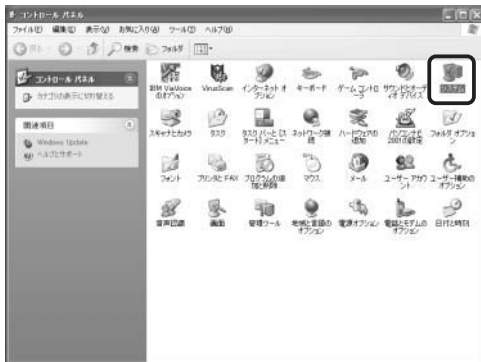 コントロール パネル
ファイル(F) 編集(E) 表示(V) お気に入り(A) ツール(T) ヘルプ(H)
戻る 検索 フォルダ
コントロール パネル
カテゴリの表示に切り替える
関連項目
Windows Update
ヘルプとサポート
IBM ViaVoice のオプション
VirusScan
インターネット オプション
キーボード
ゲーム コントローラ
サウンドとオーディオ デバイス
システム
スキャナとカメラ
タスク
タスク バーと [スタート] メニュー
ネットワーク接続
ハードウェアの追加
フォルダ オプション
フォント
プリンタと FAX
プログラムの追加と削除
マウス
メール
ユーザー アカウント
ユーザー補助のオプション
音声認識
画面
管理ツール
地域と言語のオプション
電源オプション
電話とモデムのオプション
日付と時刻